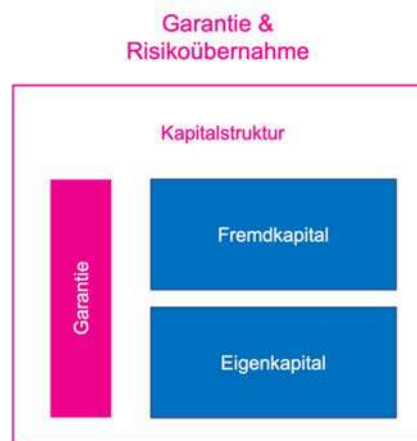 Garantie &
Risikoübernahme
Kapitalstruktur
Garantie
Fremdkapital
Eigenkapital